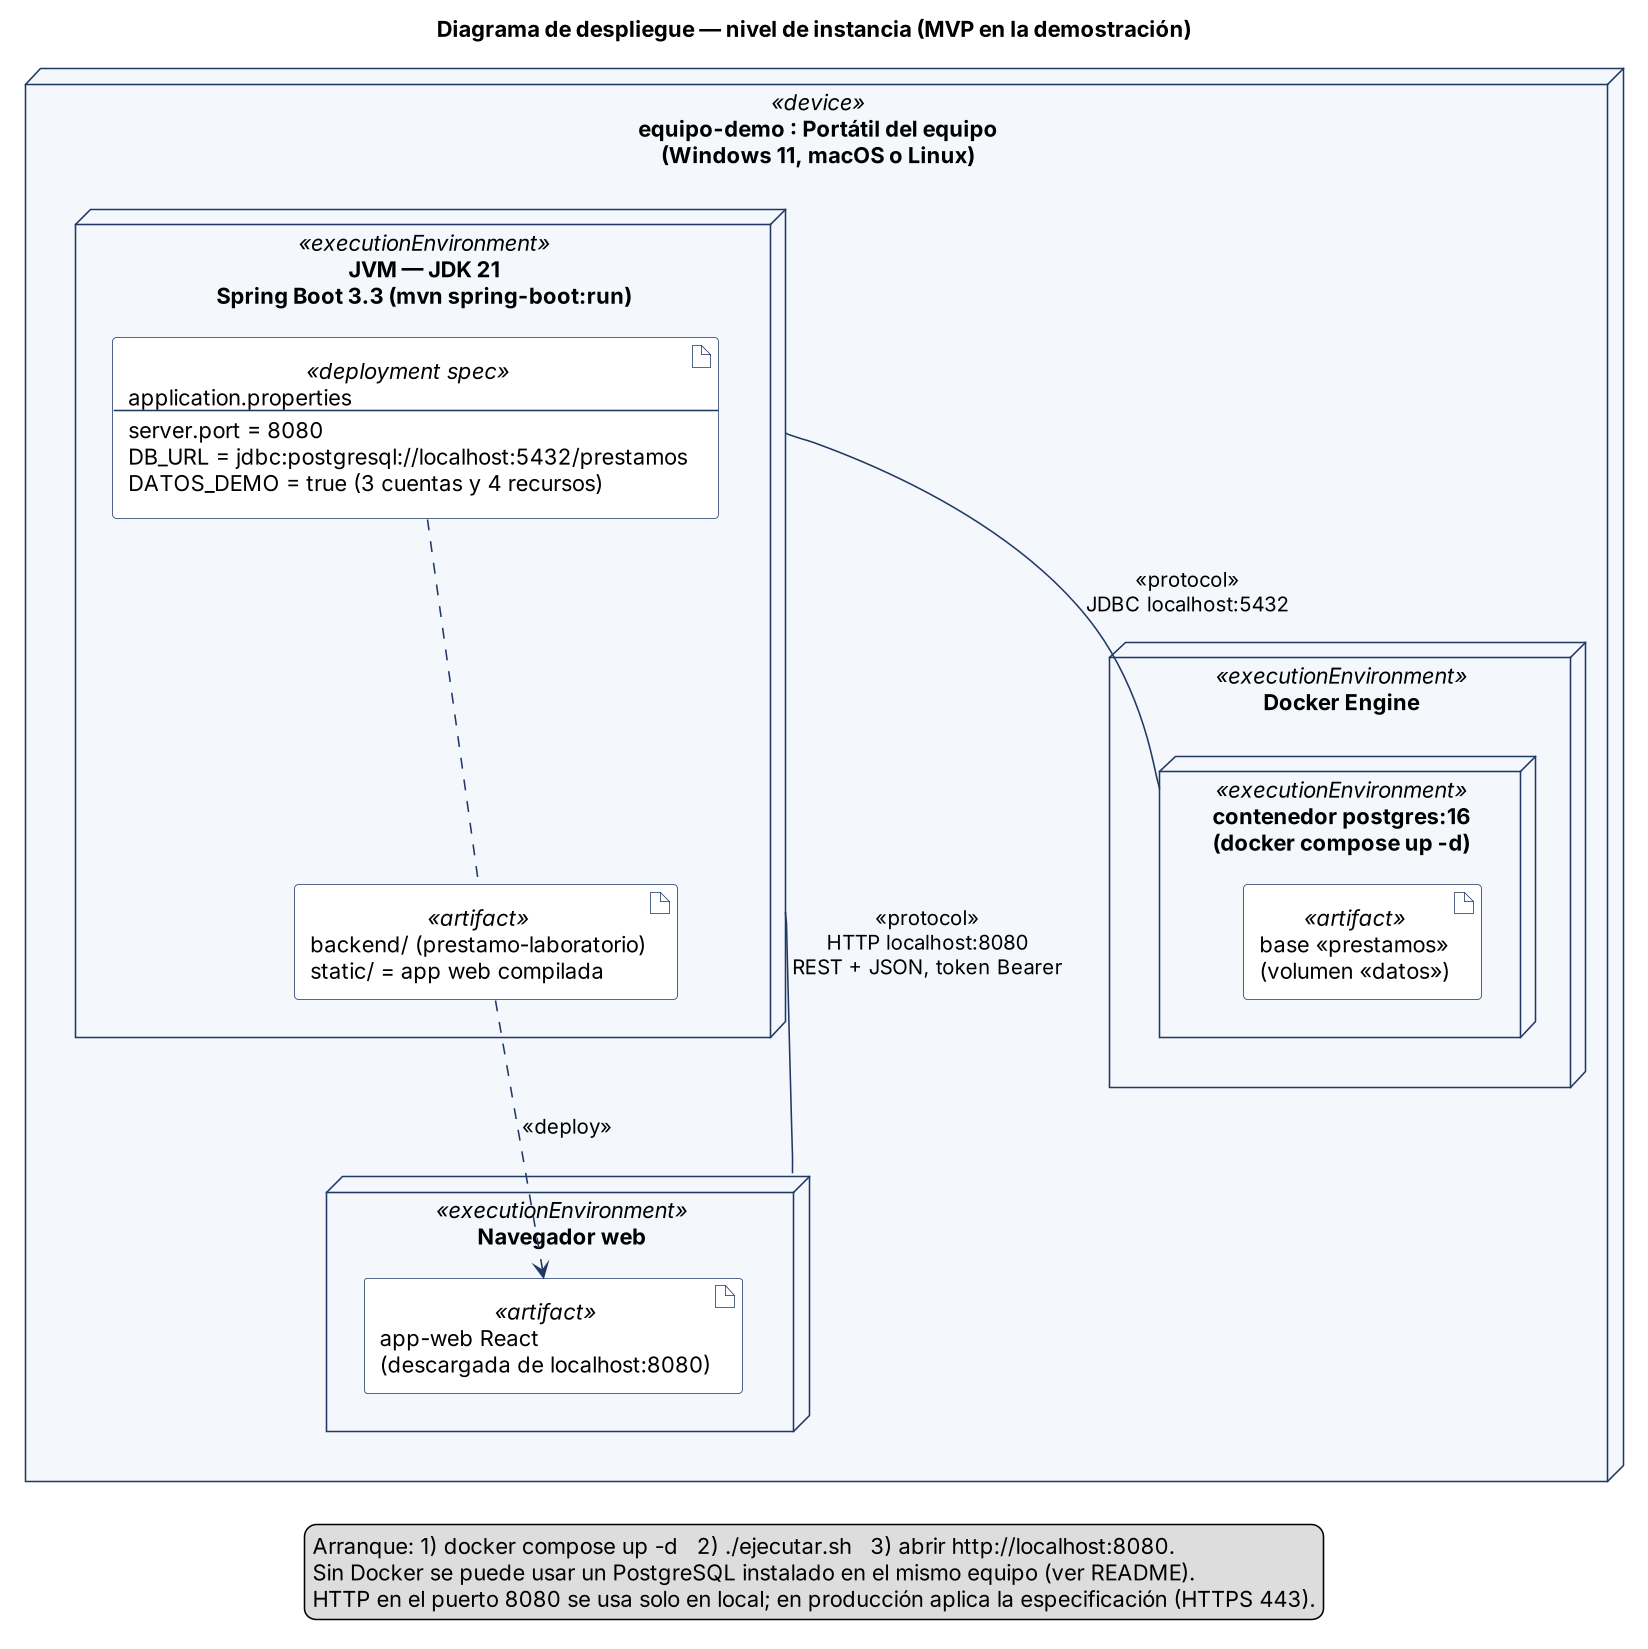 Diagrama de despliegue — nivel de instancia (MVP en la demostración)
«device»
equipo-demo : Portátil del equipo
(Windows 11, macOS o Linux)
«executionEnvironment»
JVM — JDK 21
Spring Boot 3.3 (mvn spring-boot:run)
«deployment spec»
application.properties
server.port = 8080
DB_URL = jdbc:postgresql://localhost:5432/prestamos
DATOS_DEMO = true (3 cuentas y 4 recursos)
«protocol»
JDBC localhost:5432
«executionEnvironment»
Docker Engine
«executionEnvironment»
contenedor postgres:16
(docker compose up -d)
«artifact»
base «prestamos»
(volumen «datos»)
«artifact»
backend/ (prestamo-laboratorio)
static/ = app web compilada
«protocol»
HTTP localhost:8080
REST + JSON, token Bearer
«deploy»
«executionEnvironment»
Navegador web
«artifact»
app-web React
(descargada de localhost:8080)
Arranque: 1) docker compose up -d   2) ./ejecutar.sh   3) abrir http://localhost:8080.
Sin Docker se puede usar un PostgreSQL instalado en el mismo equipo (ver README).
HTTP en el puerto 8080 se usa solo en local; en producción aplica la especificación (HTTPS 443).